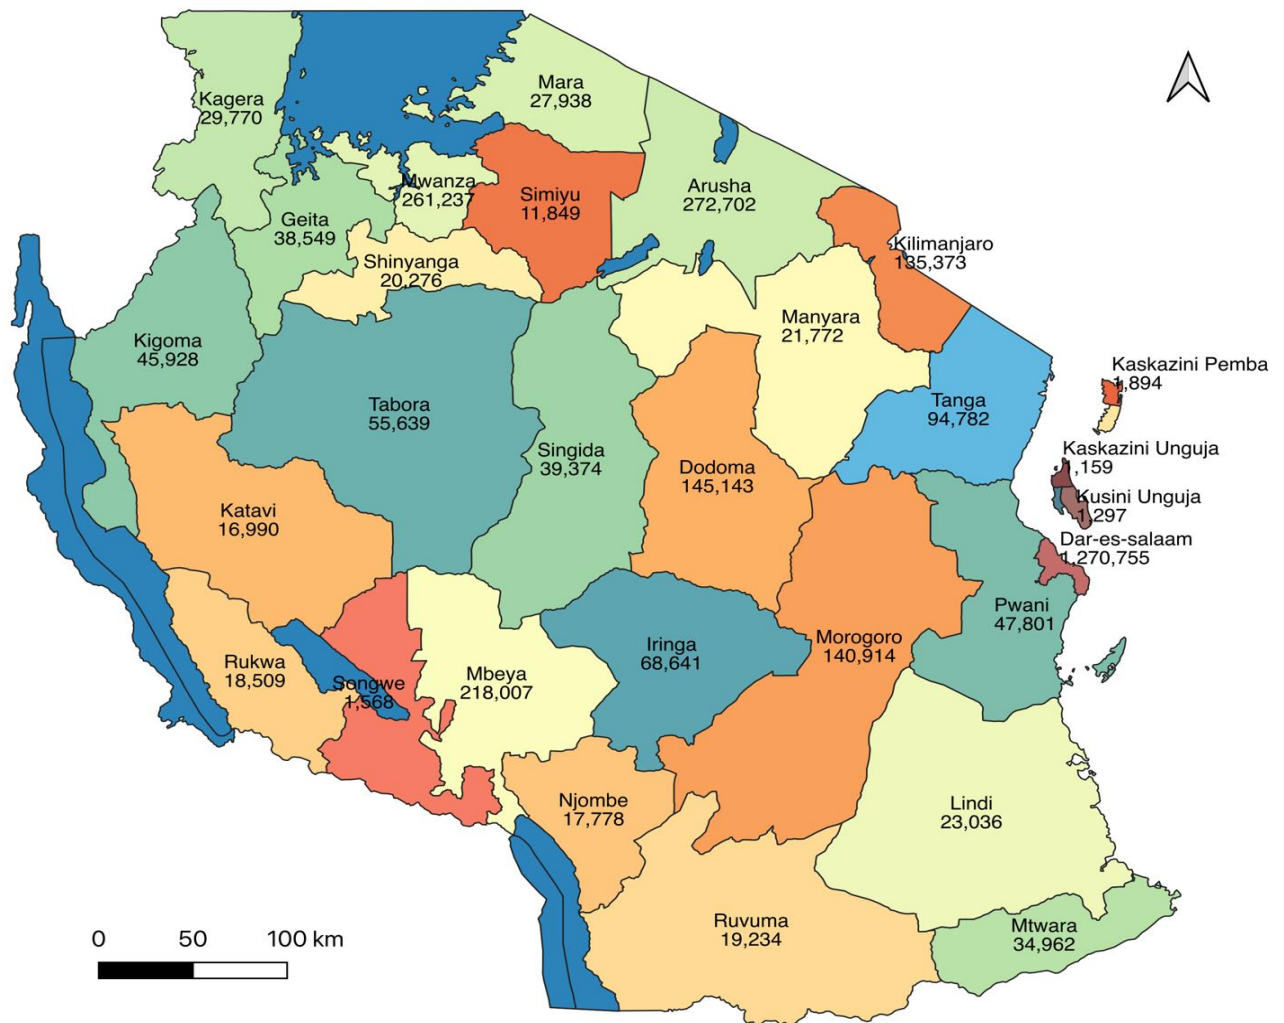 Mara
27,938
Kagera
29,770
Mwanza
261,237
Simiyu
11,849
Arusha
272,702
Geita
38,549
Kilimanjaro
135,373
Shinyanga
20,276
Manyara
21,772
Kigoma
45,928
Kaskazini Pemba
1,894
Tabora
55,639
Tanga
94,782
Singida
39,374
Dodoma
145,143
Kaskazini Unguja
1,159
Kusini Unguja
1,297
Katavi
16,990
Dar-es-salaam
1,270,755
Pwani
47,801
Iringa
68,641
Morogoro
140,914
Rukwa
18,509
Songwe
1,568
Mbeya
218,007
Njombe
17,778
Lindi
23,036
Ruvuma
19,234
Mtwara
34,962
0 50 100 km